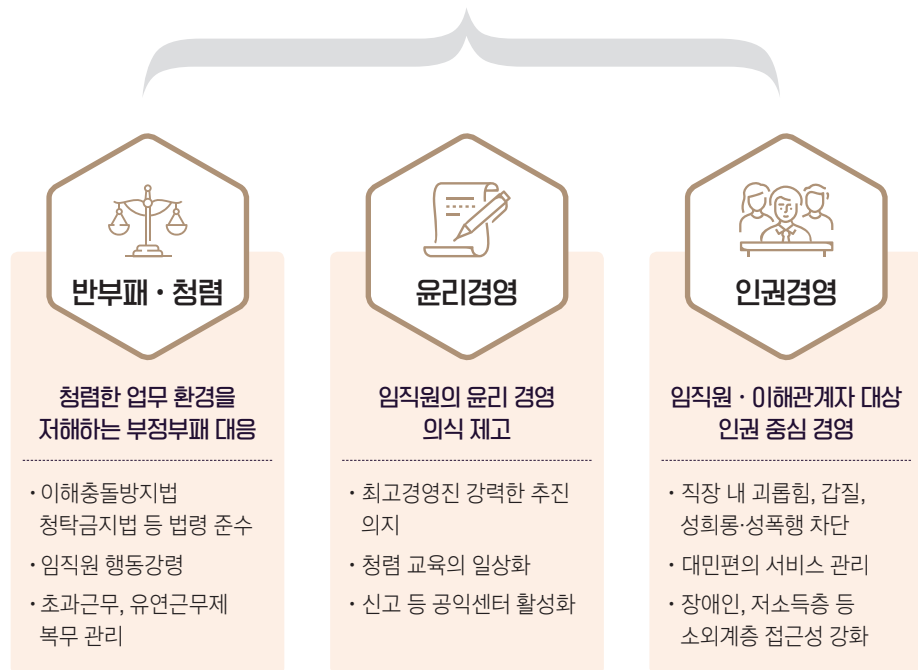 반부패 · 청렴
청렴한 업무 환경을
저해하는 부정부패 대응
· 이해충돌방지법
청탁금지법 등 법령 준수
· 임직원 행동강령
· 초과근무, 유연근무제
복무 관리
윤리경영
임직원의 윤리 경영
의식 제고
· 최고경영진 강력한 추진
의지
· 청렴 교육의 일상화
· 신고 등 공익센터 활성화
인권경영
임직원 · 이해관계자 대상
인권 중심 경영
· 직장 내 괴롭힘, 갑질,
성희롱·성폭행 차단
· 대민편의 서비스 관리
· 장애인, 저소득층 등
소외계층 접근성 강화